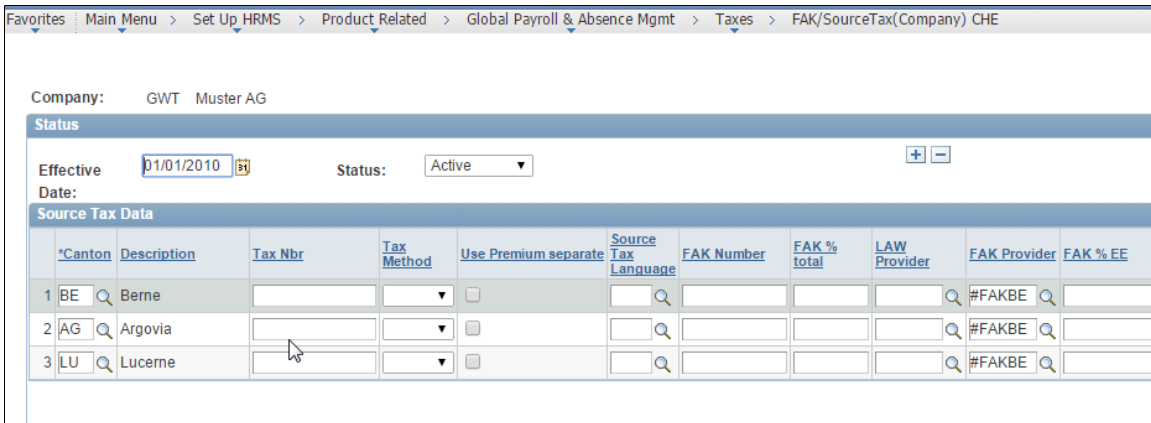 Favorites Main Menu > Set Up HRMS > Product Related > Global Payroll & Absence Mgmt > Taxes > FAK/SourceTax(Company) CHE
Company: GWT Muster AG
Status
Effective Date: 01/01/2010 31 Status: Active
Source Tax Data
*Canton Description Tax Nbr Tax Method Use Premium separate Source Tax Language FAK Number FAK % total LAW Provider FAK Provider FAK % EE
1 BE Berne #FAKBE
2 AG Argovia #FAKBE
3 LU Lucerne #FAKBE